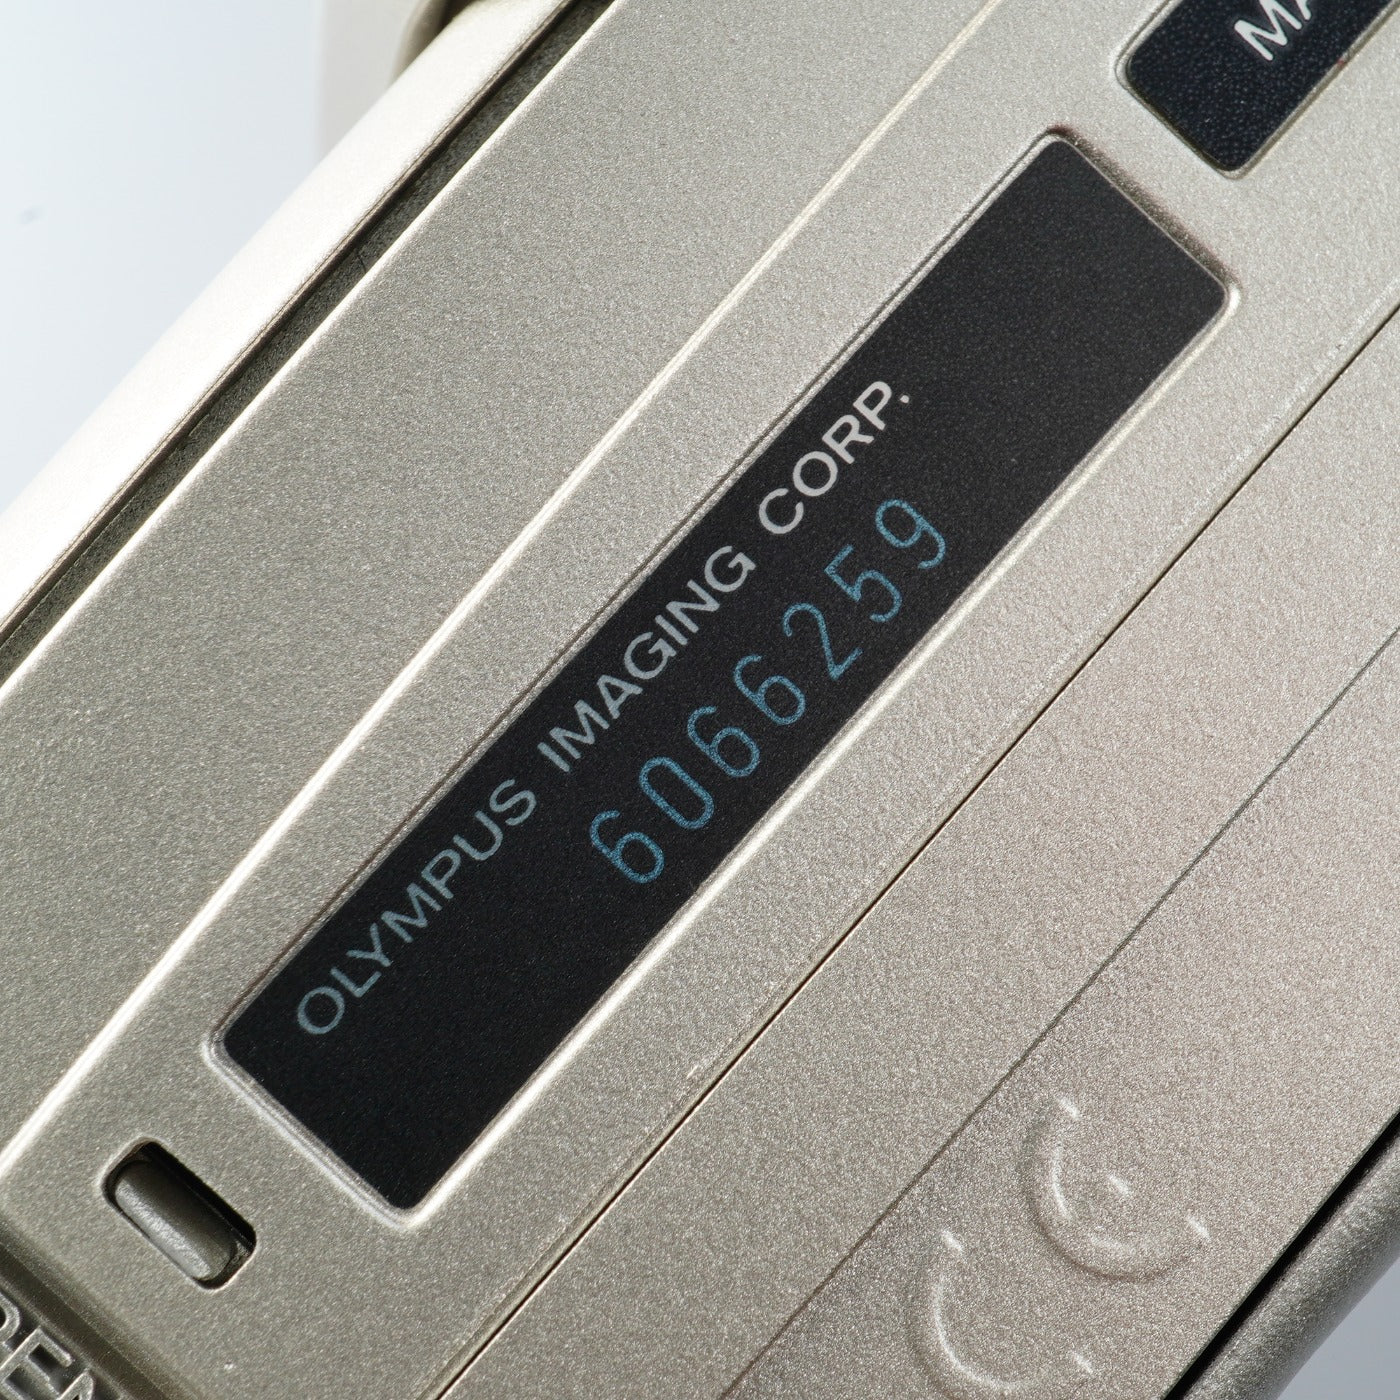 OLYMPUS IMAGING CORP.
6066259